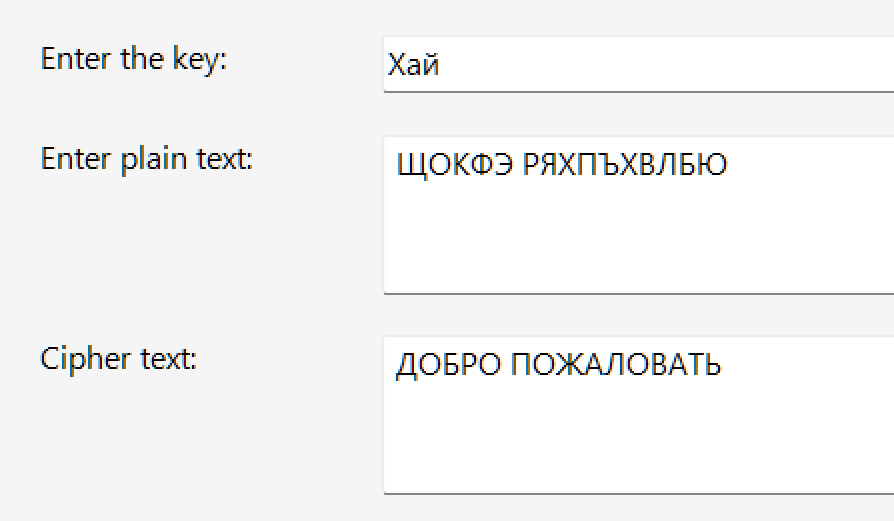 Enter the key:
Хай
Enter plain text:
ЩОКФЭ РЯХПЪХВЛБЮ
Cipher text:
ДОБРО ПОЖАЛОВАТЬ